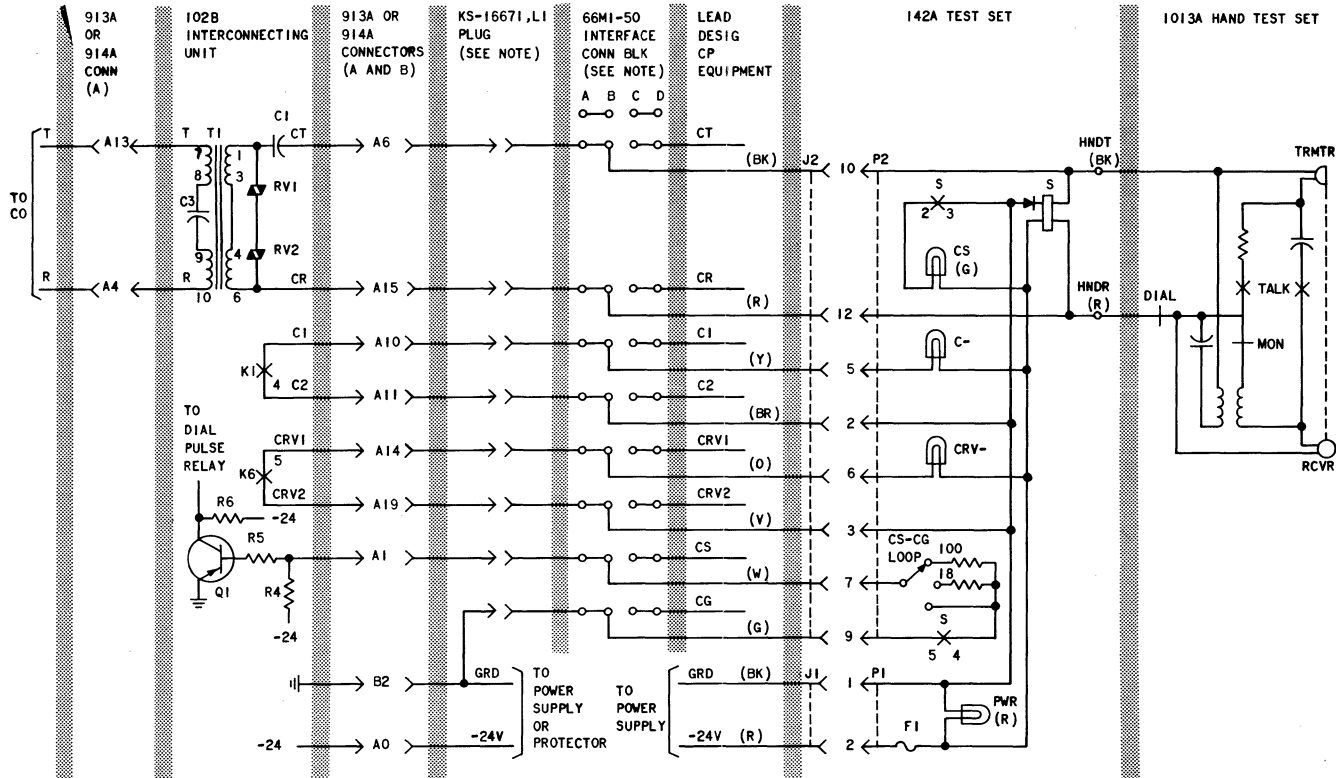 913A OR 914A CONN (A)
102B INTERCONNECTING UNIT
913A OR 914A CONNECTORS (A AND B)
KS-16671,L1 PLUG (SEE NOTE)
66M1-50 INTERFACE CONN BLK (SEE NOTE)
LEAD DESIG CP EQUIPMENT
142A TEST SET
1013A HAND TEST SET
A B C D
T A13 T T1 C1 CT A6 CT
7 1
8 3
(BK) J2 10 P2 HNDT (BK) TRMTR
RV1
C3
S
2 3
S
TO CO
9 4
RV2
CS (G)
R A4 R CR A15 CR
10 6
(R) 12 HNDR (R) DIAL TALK
C1 A10 C1
C-
MON
K1
4
(Y) 5
C2 A11 C2
(BR) 2
TO DIAL PULSE RELAY
CRV1 A14 CRV1
CRV-
5
K6
(O) 6
RCVR
CRV2 A19 CRV2
R6 -24
(V) 3
R5 A1 CS
CS-CG LOOP 100
(W) 7
18
Q1 R4
CG
-24
(G) 9
S
5 4
B2 GRD
TO POWER SUPPLY OR PROTECTOR
TO POWER SUPPLY
GRD (BK) J1 1 P1
PWR (R)
-24 A0 -24V
-24V (R) 2 F1